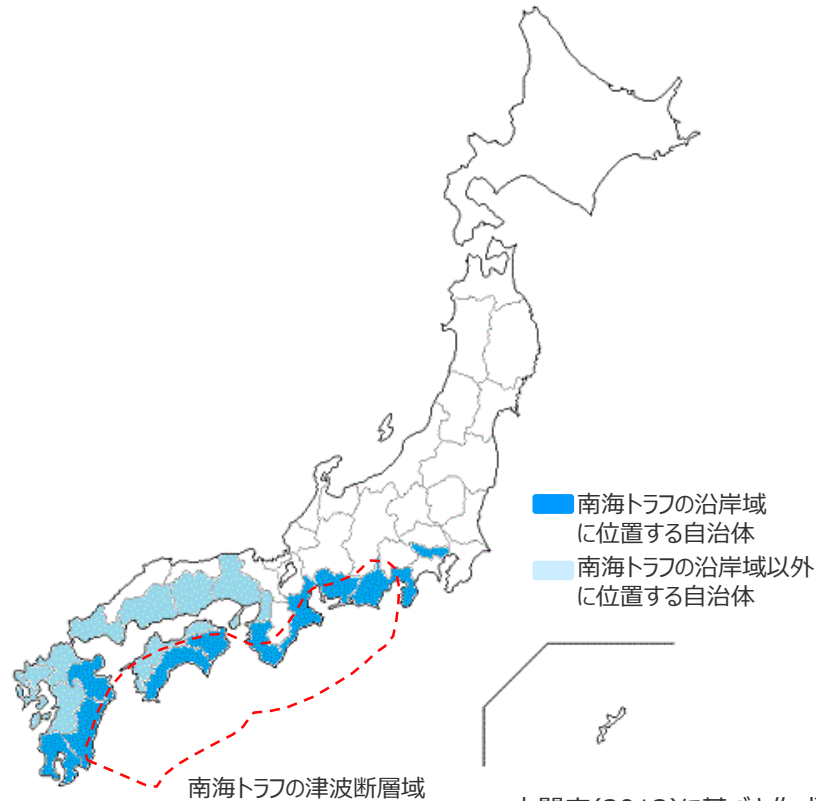 南海トラフの沿岸域
に位置する自治体
南海トラフの沿岸域以外
に位置する自治体
南海トラフの津波断層域